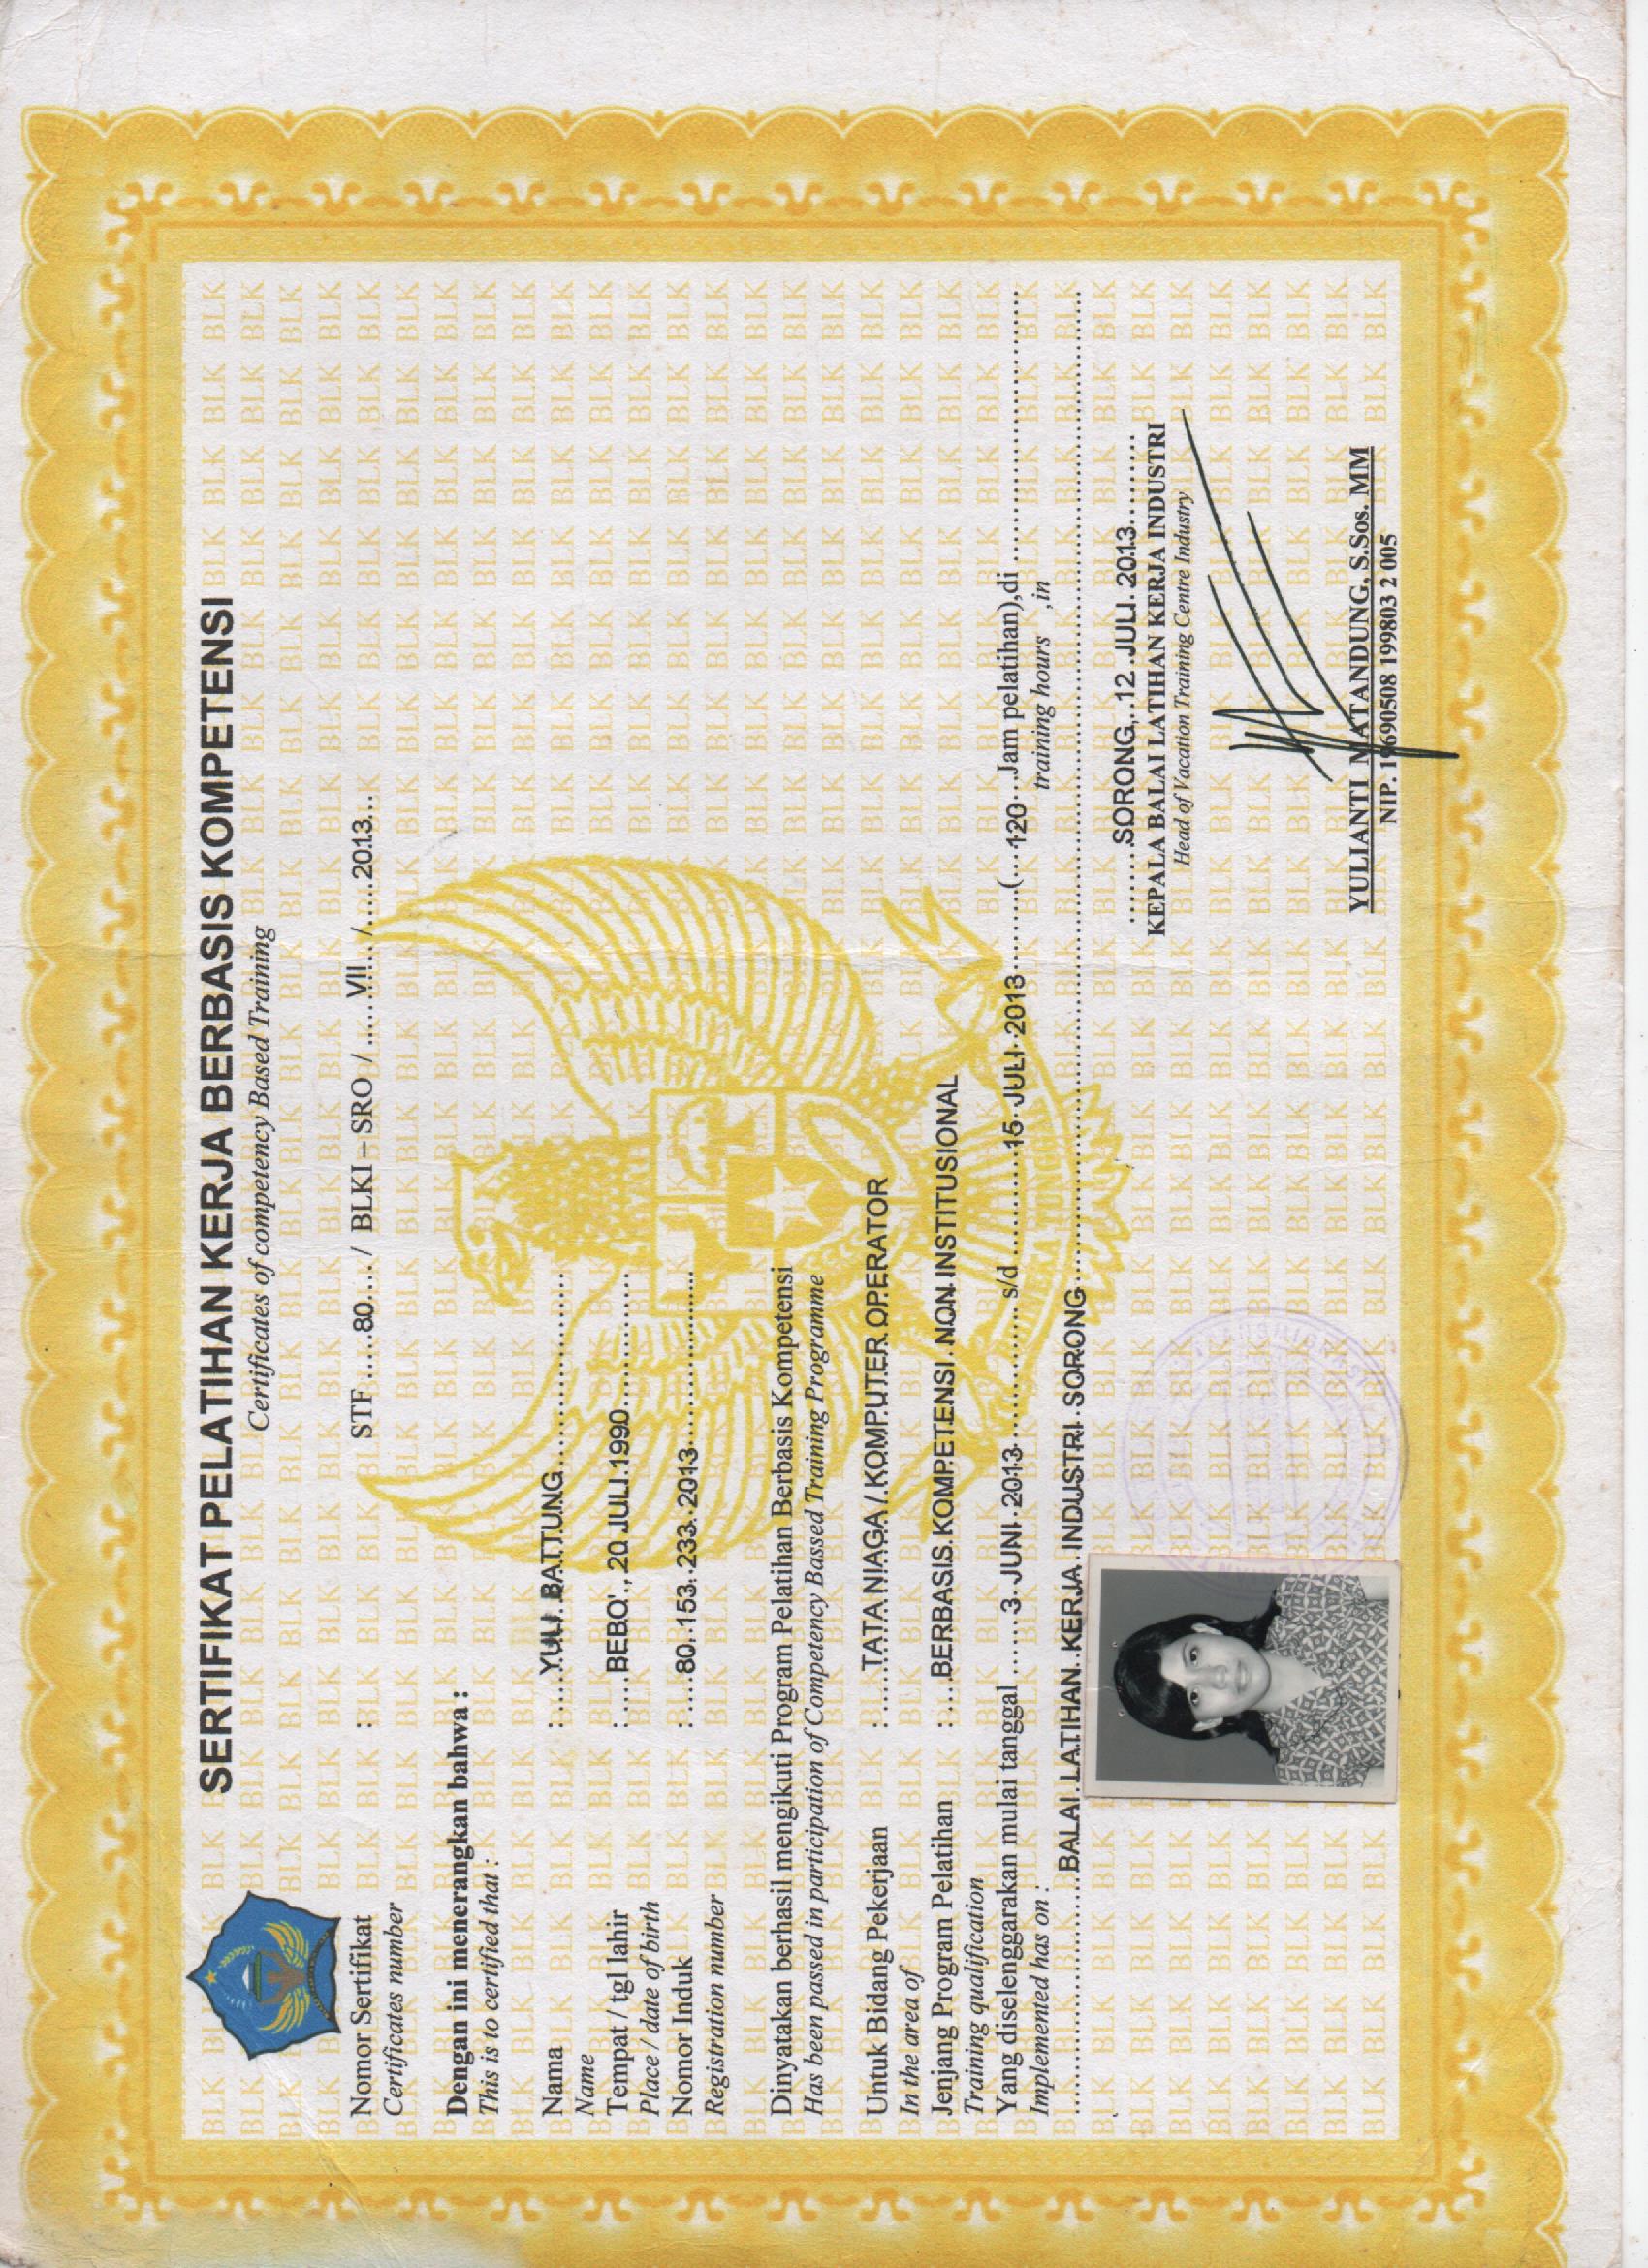 SERTIFIKAT PELATIHAN KERJA BERBASIS KOMPETENSI
Certificates of competency Based Training
Nomor Sertifikat : STF .....80.... / BLKI – SRO / ......VII.. /.....2013...
Certificates number
Dengan ini menerangkan bahwa :
This is to certified that :
Nama : ....YULI BATTUNG.....................
Name
Tempat / tgl lahir : ....BEBO', 20 JULI 1990...............
Place / date of birth
Nomor Induk : ....80. 153. 233. 2013....................
Registration number
Dinyatakan berhasil mengikuti Program Pelatihan Berbasis Kompetensi
Has been passed in participation of Competency Bassed Training Programme
Untuk Bidang Pekerjaan : ....TATA NIAGA / KOMPUTER OPERATOR
In the area of
Jenjang Program Pelatihan : ....BERBASIS KOMPETENSI NON INSTITUSIONAL
Training qualification
Yang diselenggarakan mulai tanggal ......3 JUNI 2013............... s/d ............15 JULI 2013.........(...120...Jam pelatihan),di ..............................
Implemented has on : training hours ,in
..........................BALAI LATIHAN KERJA INDUSTRI SORONG..............................
........SORONG, 12 JULI 2013..........
KEPALA BALAI LATIHAN KERJA INDUSTRI
Head of Vacation Training Centre Industry
YULIANTI MATANDUNG, S.Sos. MM
NIP. 19690508 199803 2 005